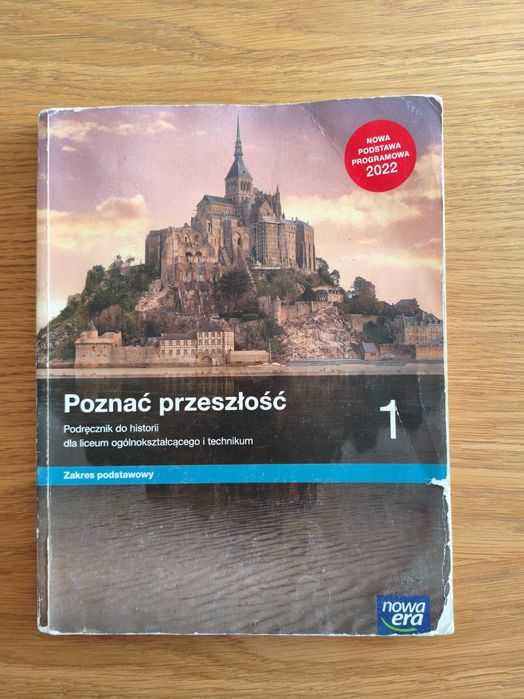 NOWA
PODSTAWA
PROGRAMOWA
2022
Poznać przeszłość
1
Podręcznik do historii
dla liceum ogólnokształcącego i technikum
Zakres podstawowy
nowa
era